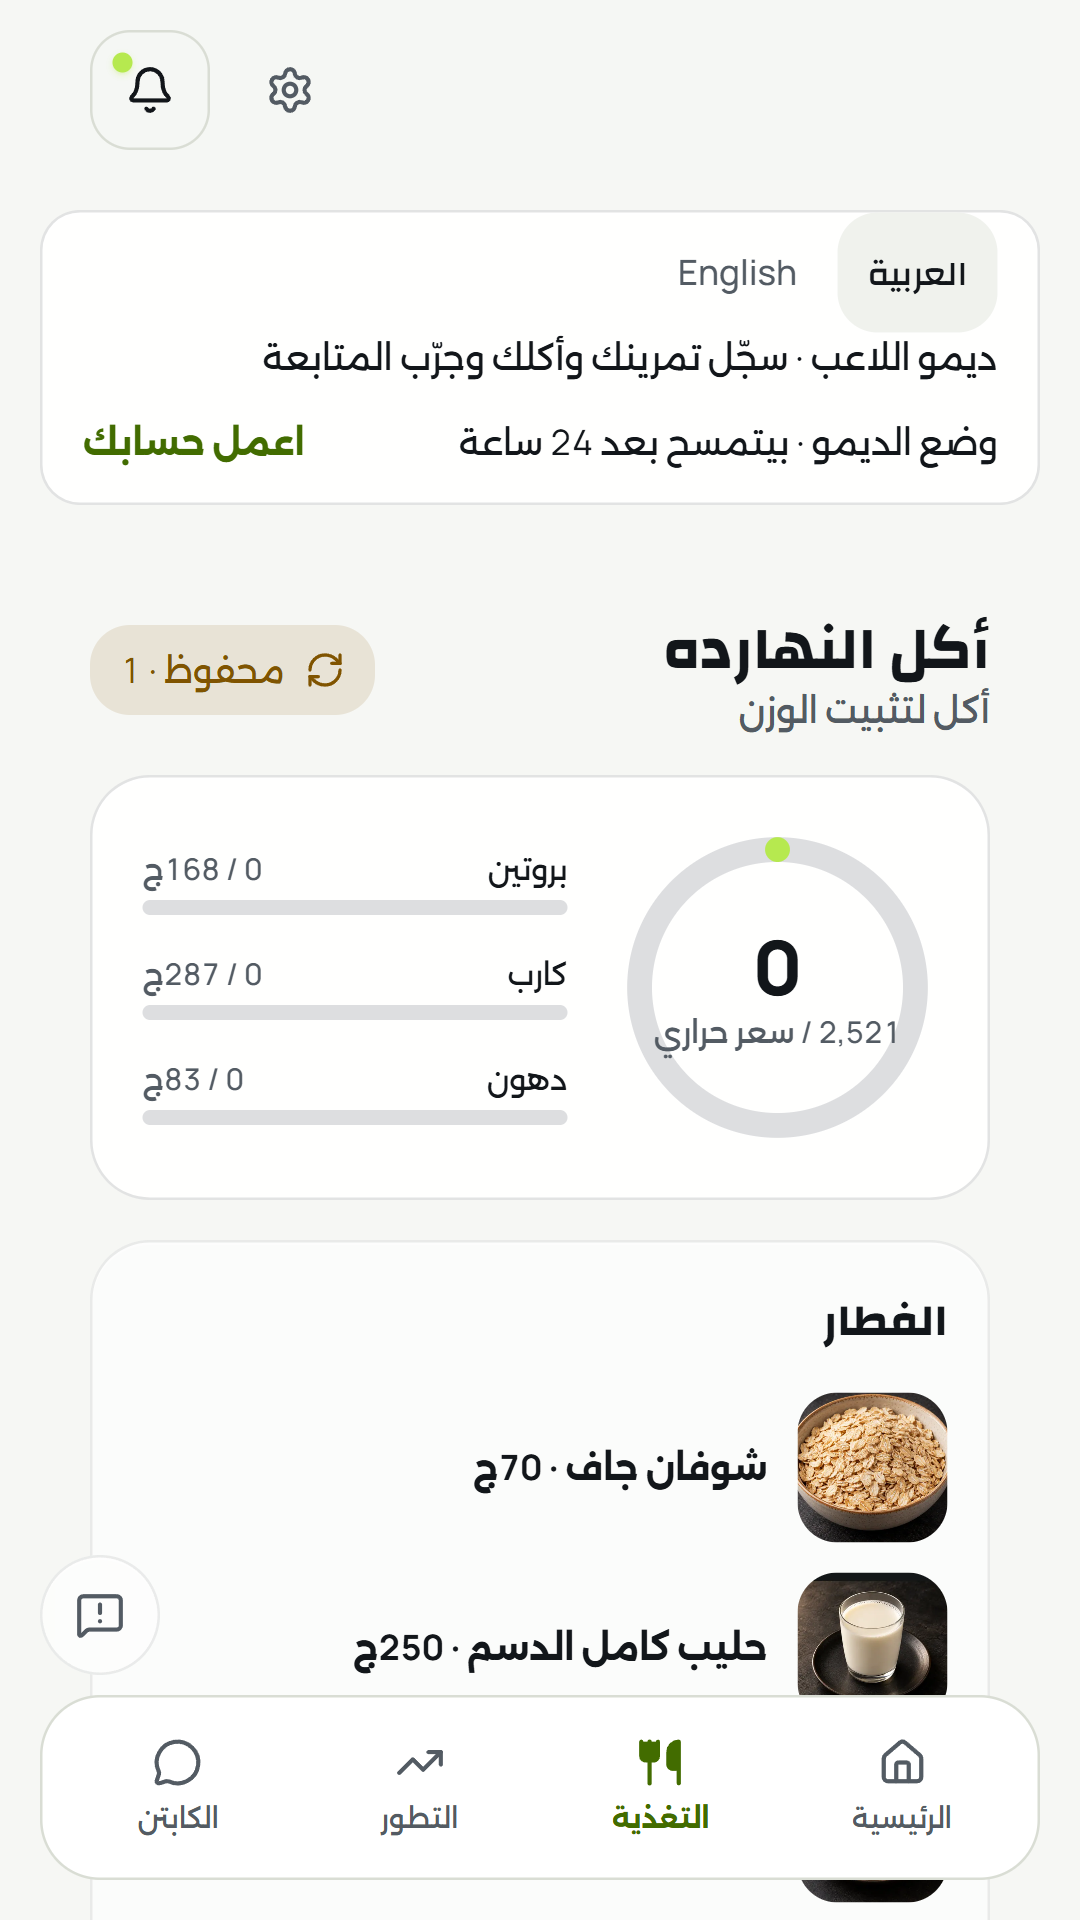 العربية
English
ديمو اللاعب · سجّل تمرينك وأكلك وجرّب المتابعة
وضع الديمو · بيتمسح بعد 24 ساعة
اعمل حسابك
أكل النهارده
أكل لتثبيت الوزن
محفوظ · 1
0
2,521 / سعر حراري
بروتين
0 / 168ج
كارب
0 / 287ج
دهون
0 / 83ج
الفطار
شوفان جاف · 70ج
حليب كامل الدسم · 250ج
الرئيسية
التغذية
التطور
الكابتن